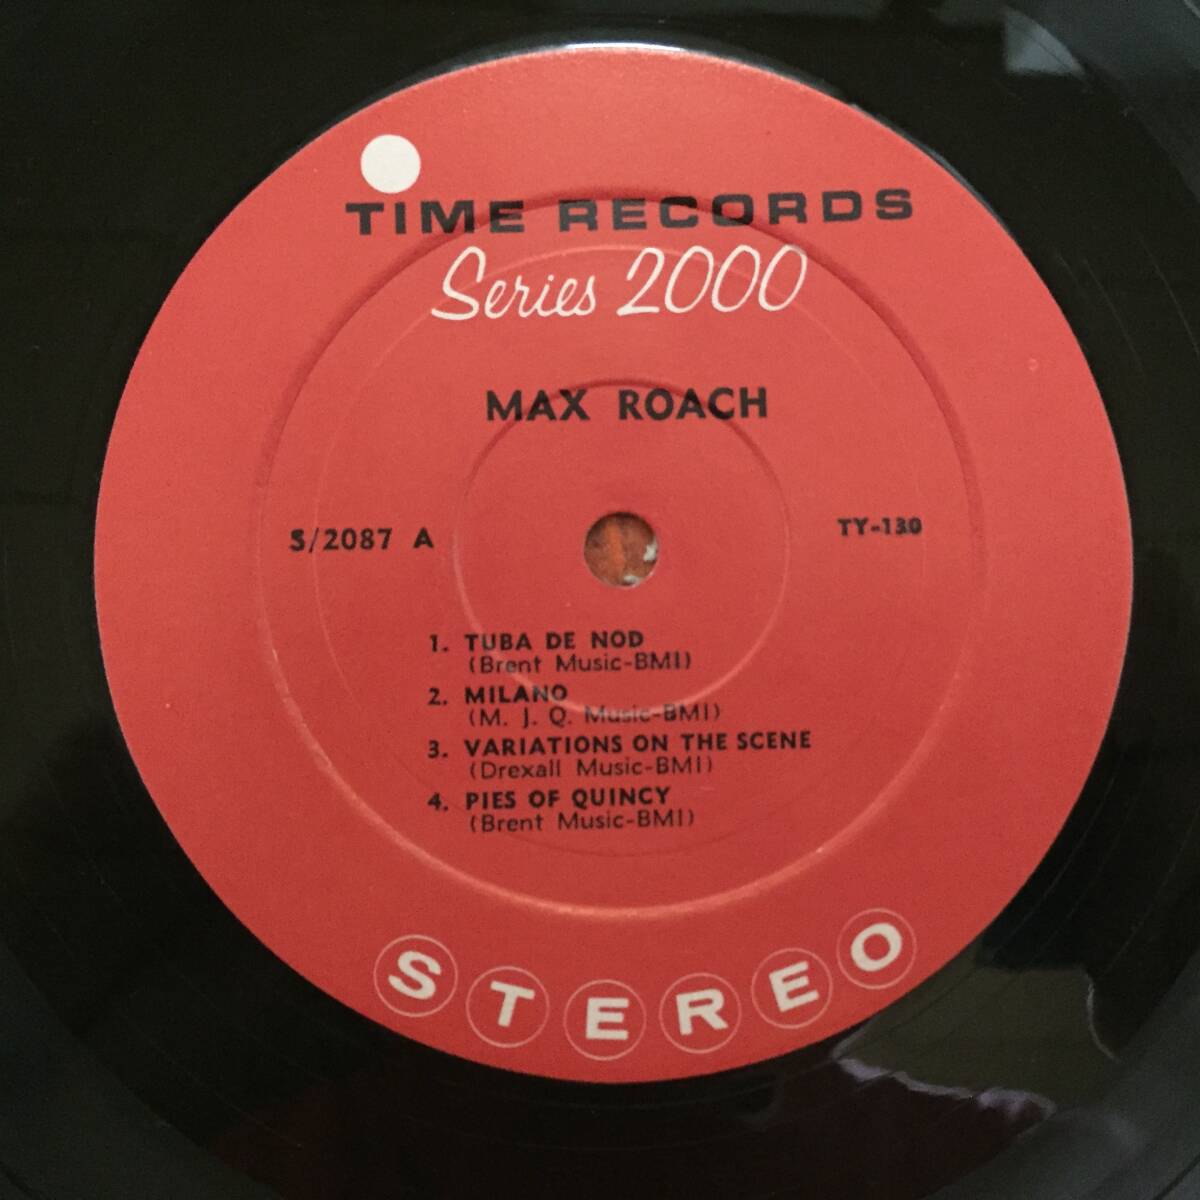 TIME RECORDS
Series 2000
MAX ROACH
S/2087 A
TY-130
1. TUBA DE NOD
(Brent Music-BMI)
2. MILANO
(M. J. Q. Music-BMI)
3. VARIATIONS ON THE SCENE
(Drexall Music-BMI)
4. PIES OF QUINCY
(Brent Music-BMI)
STEREO